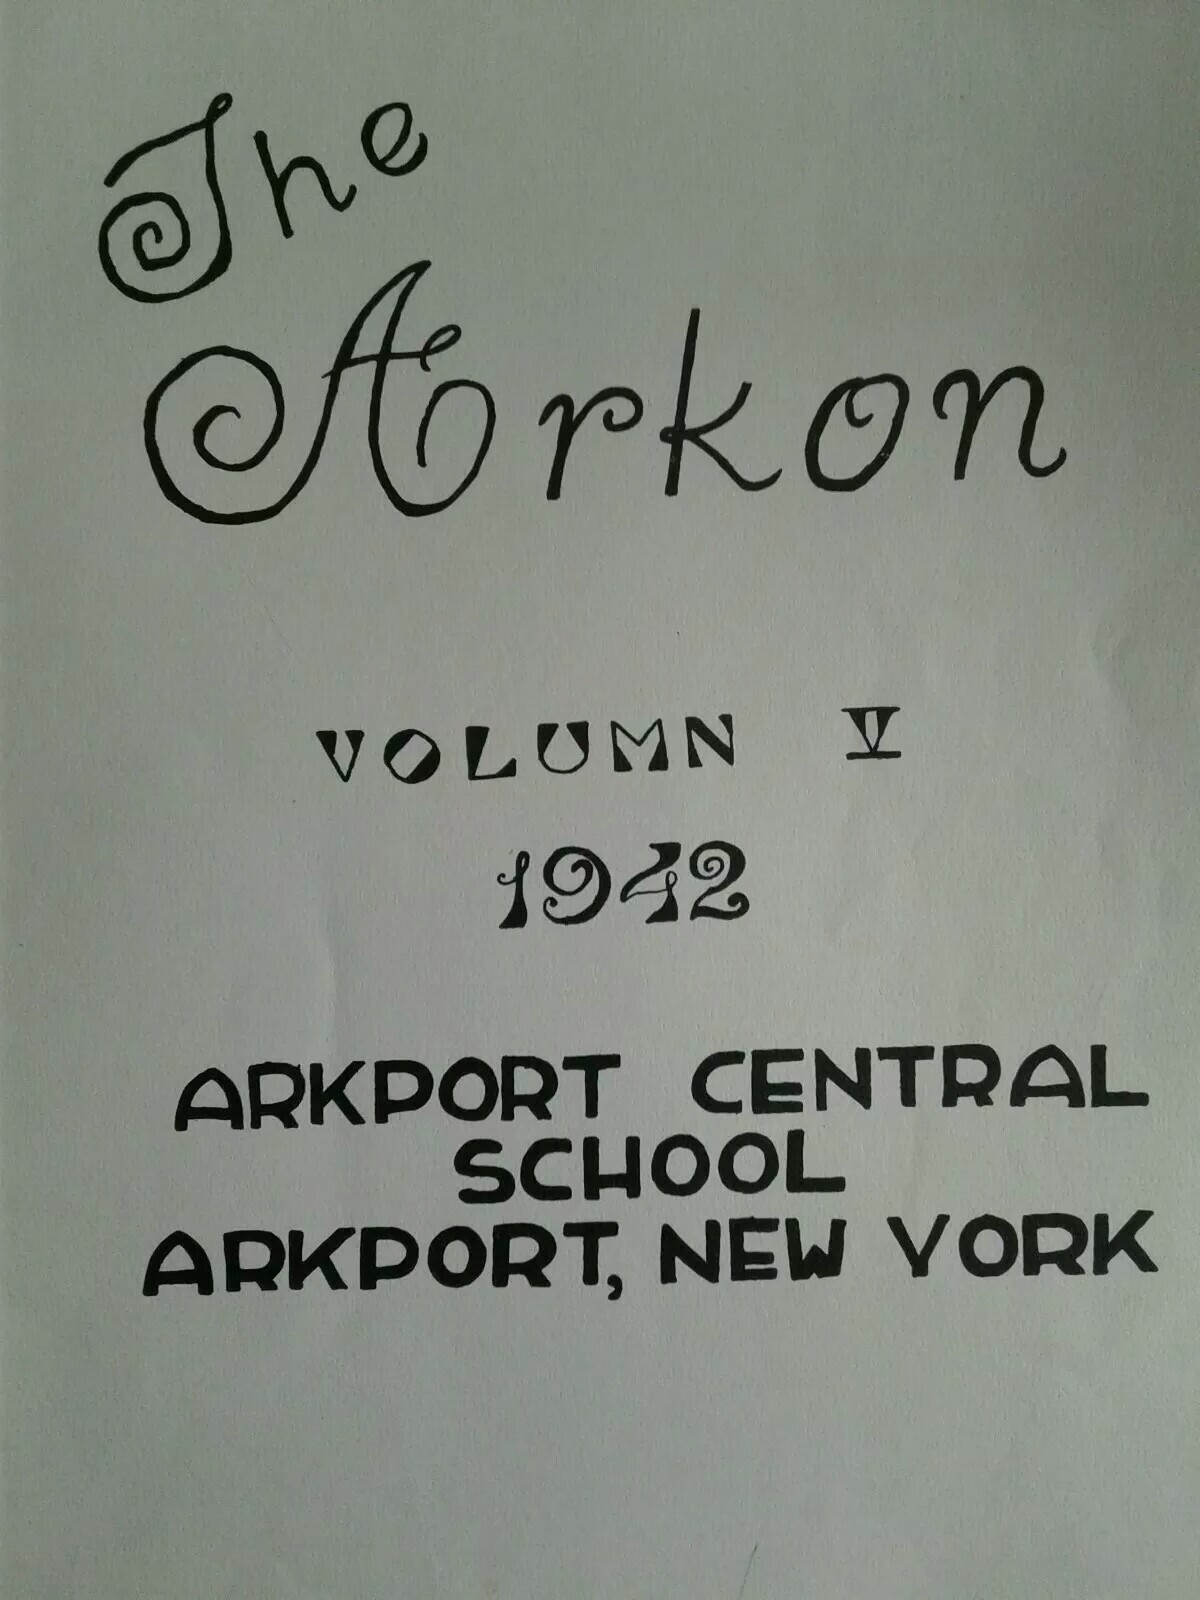 The
Arkon
VOLUMN V
1942
ARKPORT CENTRAL
SCHOOL
ARKPORT, NEW YORK